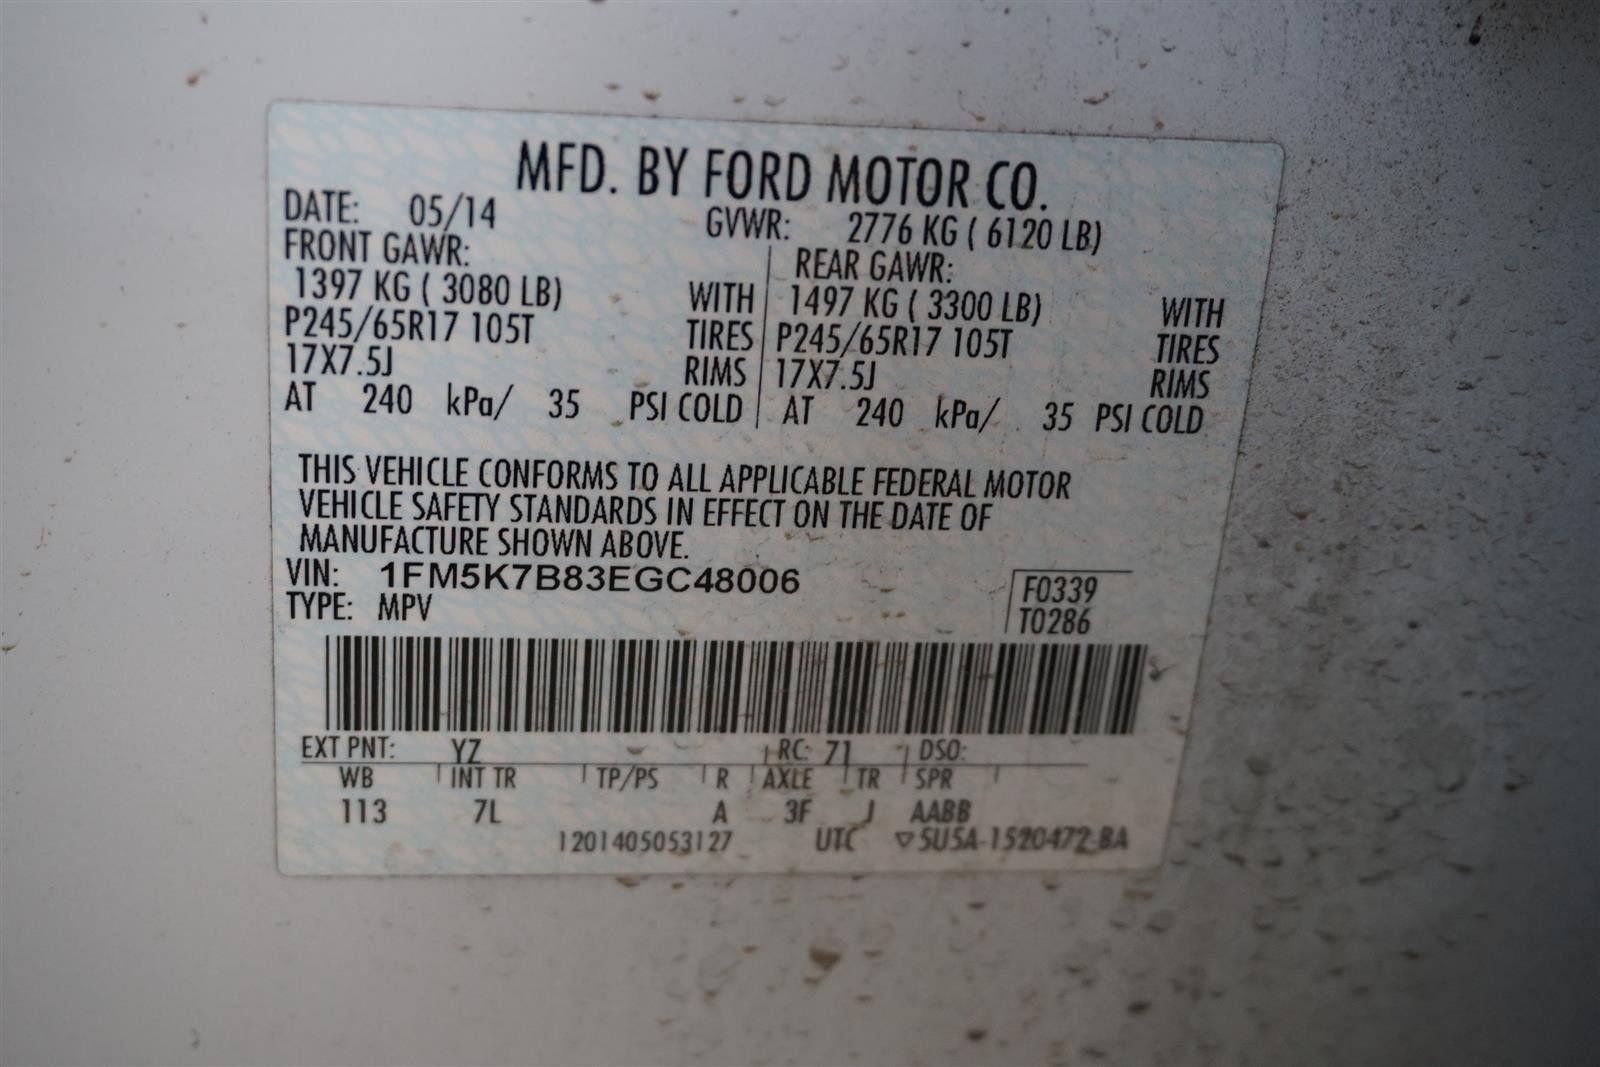 MFD. BY FORD MOTOR CO.
DATE: 05/14 GVWR: 2776 KG ( 6120 LB)
FRONT GAWR: REAR GAWR:
1397 KG ( 3080 LB) WITH 1497 KG ( 3300 LB) WITH
P245/65R17 105T TIRES P245/65R17 105T TIRES
17X7.5J RIMS 17X7.5J RIMS
AT 240 kPa/ 35 PSI COLD AT 240 kPa/ 35 PSI COLD
THIS VEHICLE CONFORMS TO ALL APPLICABLE FEDERAL MOTOR
VEHICLE SAFETY STANDARDS IN EFFECT ON THE DATE OF
MANUFACTURE SHOWN ABOVE.
VIN: 1FM5K7B83EGC48006 F0339
TYPE: MPV T0286
EXT PNT: YZ RC: 71 DSO:
WB INT TR TP/PS R AXLE TR SPR
113 7L A 3F J AABB
1201405053127 UTC ▽5U5A-1520472-BA